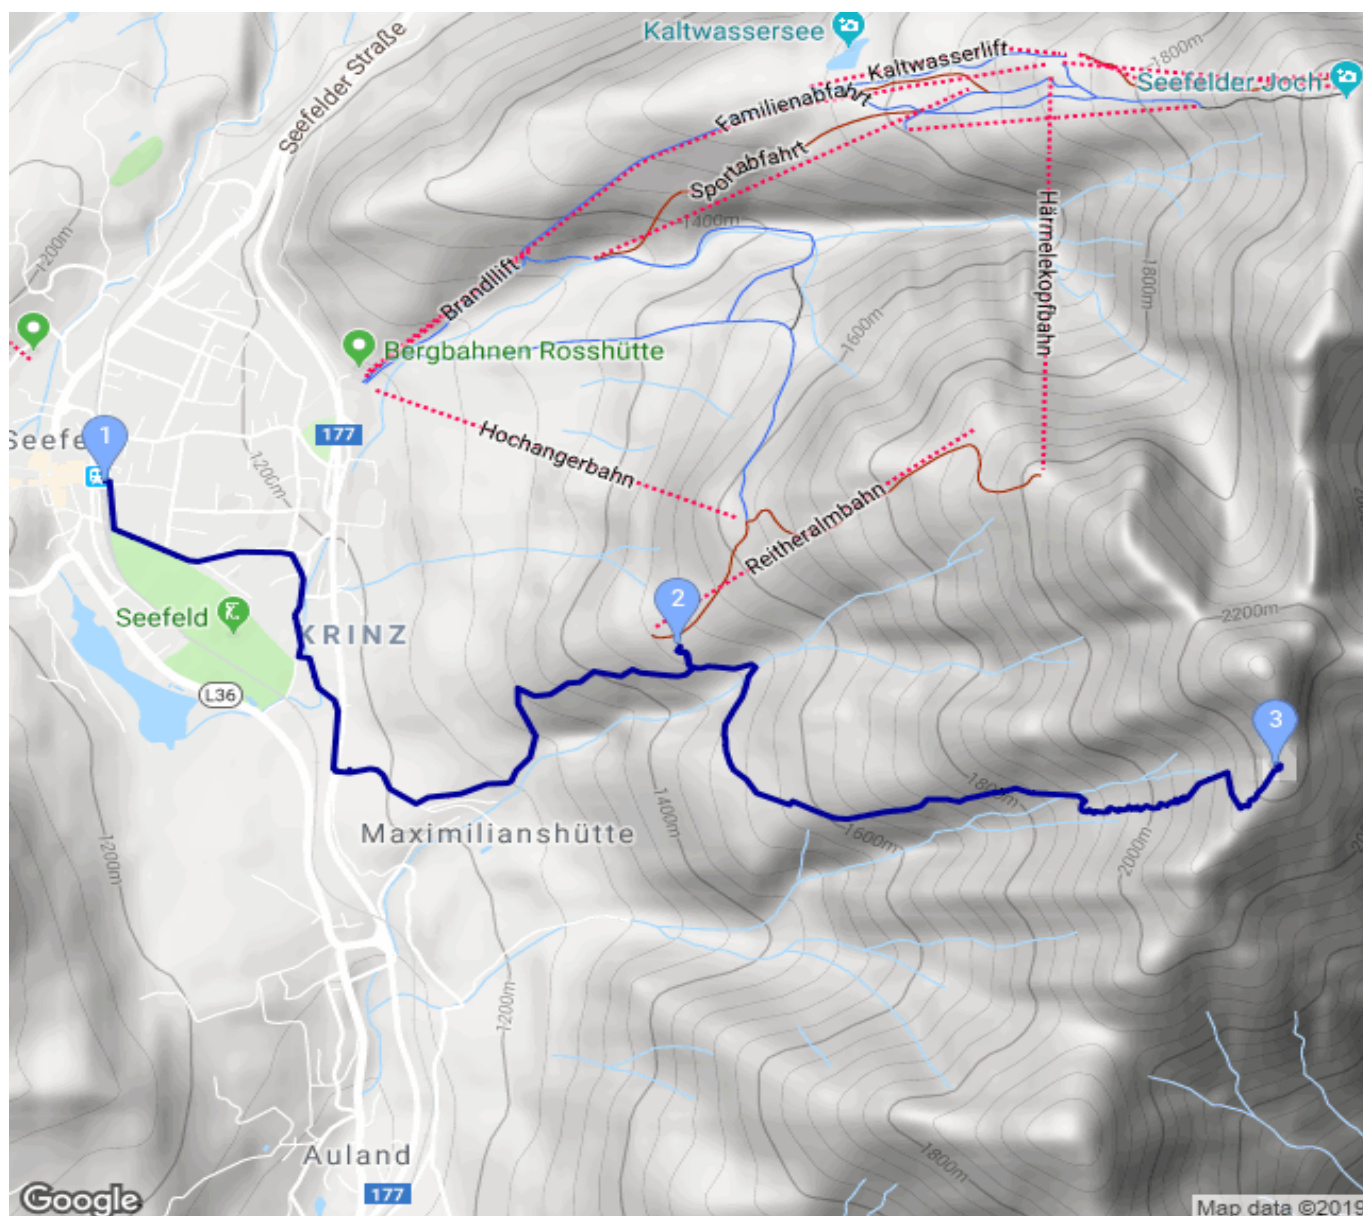 Kaltwassersee
Kaltwasserlift
1800m
Seefelder Joch
Seefelder Straße
Familienabfahrt
Sportabfahrt
1200m
1200m
1400m
Härmelekopfbahn
1800m
Brandlift
1600m
Bergbahnen Rosshütte
1
Seefel
177
Hochangerbahn
1200m
Reitheralmbahn
2
Seefeld
KRINZ
2200m
L36
3
1800m
1400m
1600m
Maximilianshütte
2000m
1200m
1800m
Auland
177
Google
Map data ©2019